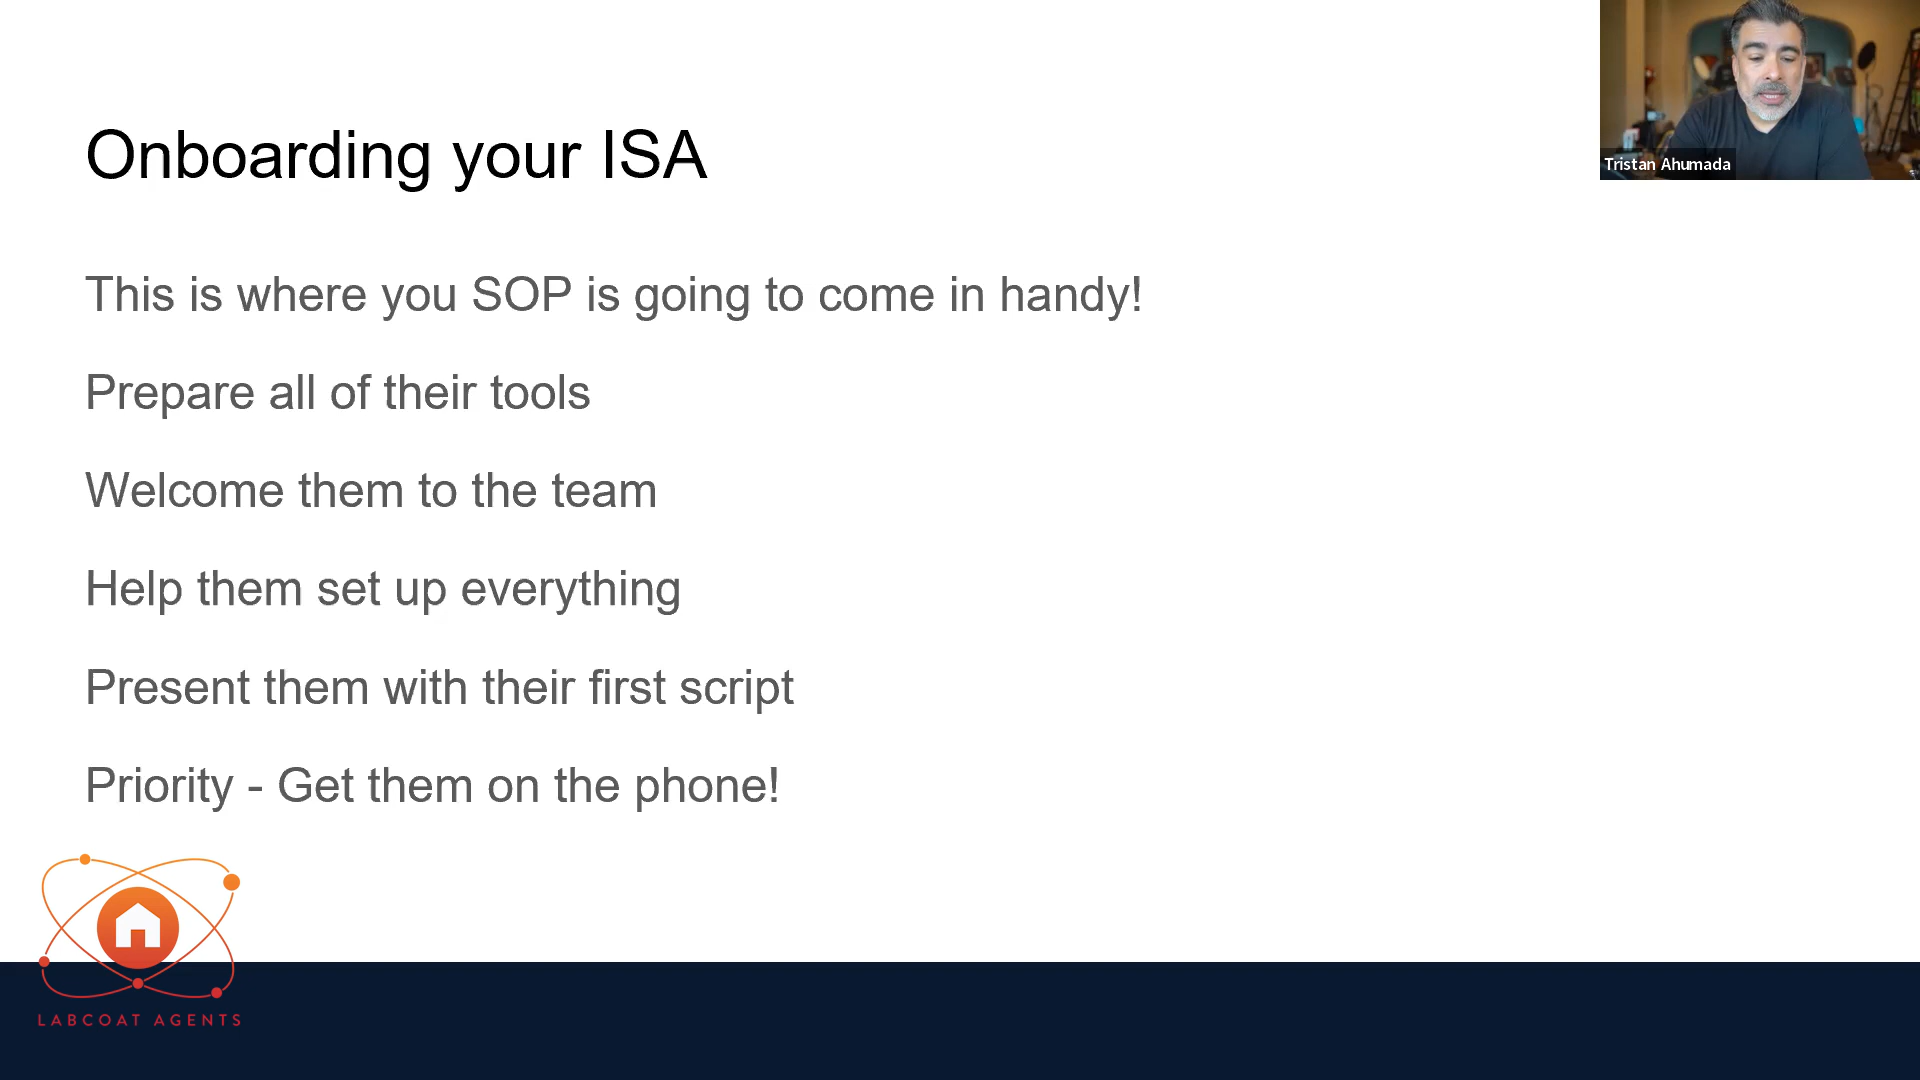 Onboarding your ISA
This is where you SOP is going to come in handy!
Prepare all of their tools
Welcome them to the team
Help them set up everything
Present them with their first script
Priority - Get them on the phone!
Tristan Ahumada
LABCOAT AGENTS